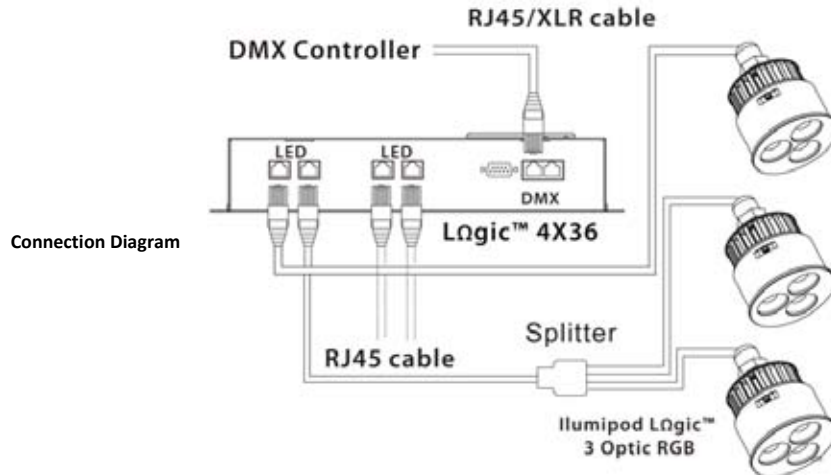 RJ45/XLR cable
DMX Controller
LED
LED
DMX
LΩgic™ 4X36
Connection Diagram
Splitter
RJ45 cable
Ilumipod LΩgic™
3 Optic RGB